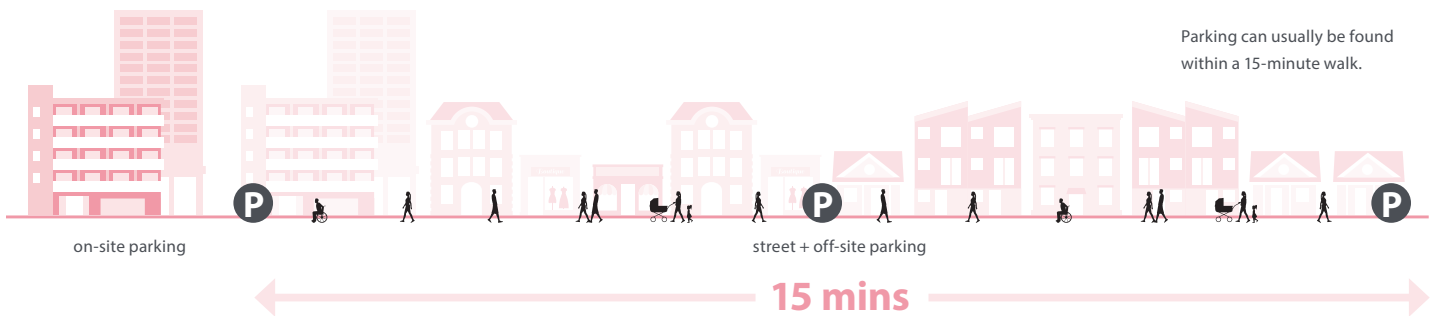 Parking can usually be found
within a 15-minute walk.
P
P
P
on-site parking
street + off-site parking
15 mins